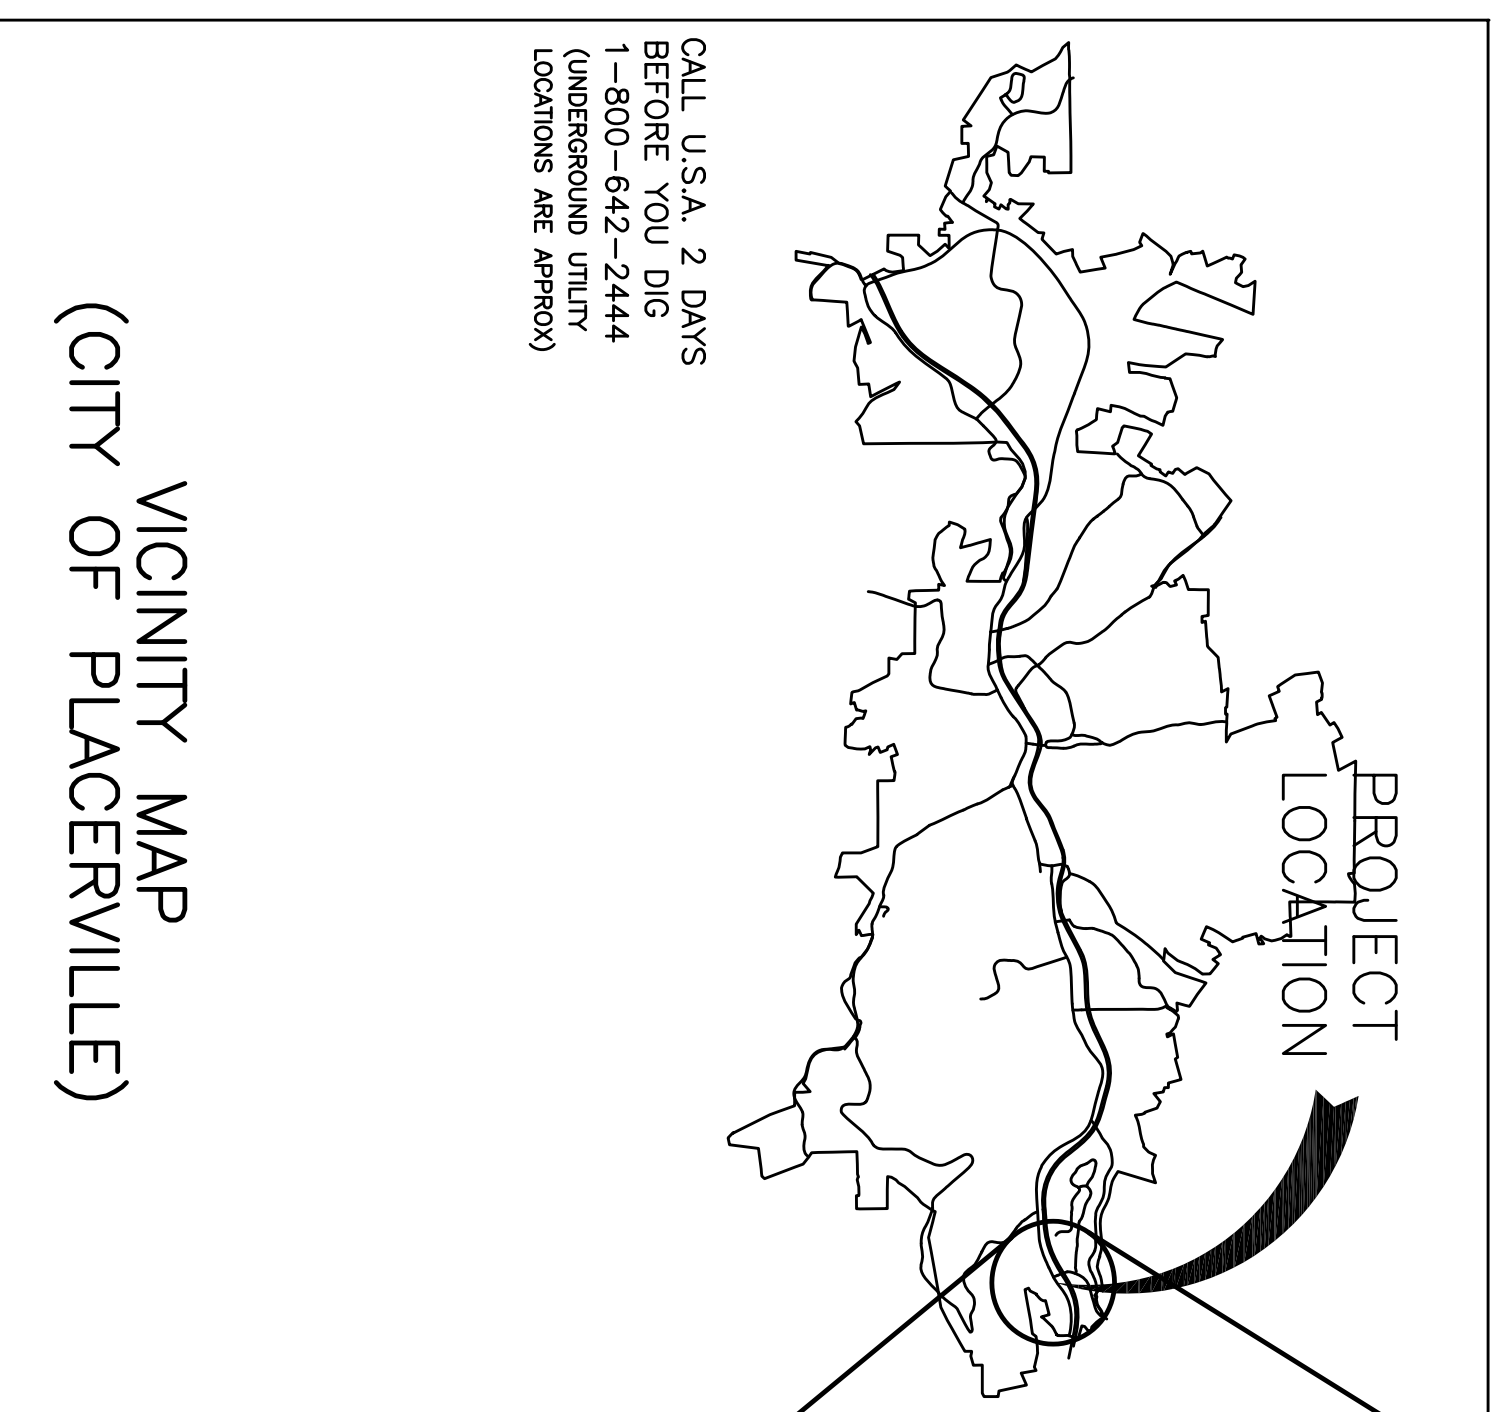 PROJECT
LOCATION
CALL U.S.A. 2 DAYS
BEFORE YOU DIG
1-800-642-2444
(UNDERGROUND UTILITY
LOCATIONS ARE APPROX)
VICINITY MAP
(CITY OF PLACERVILLE)